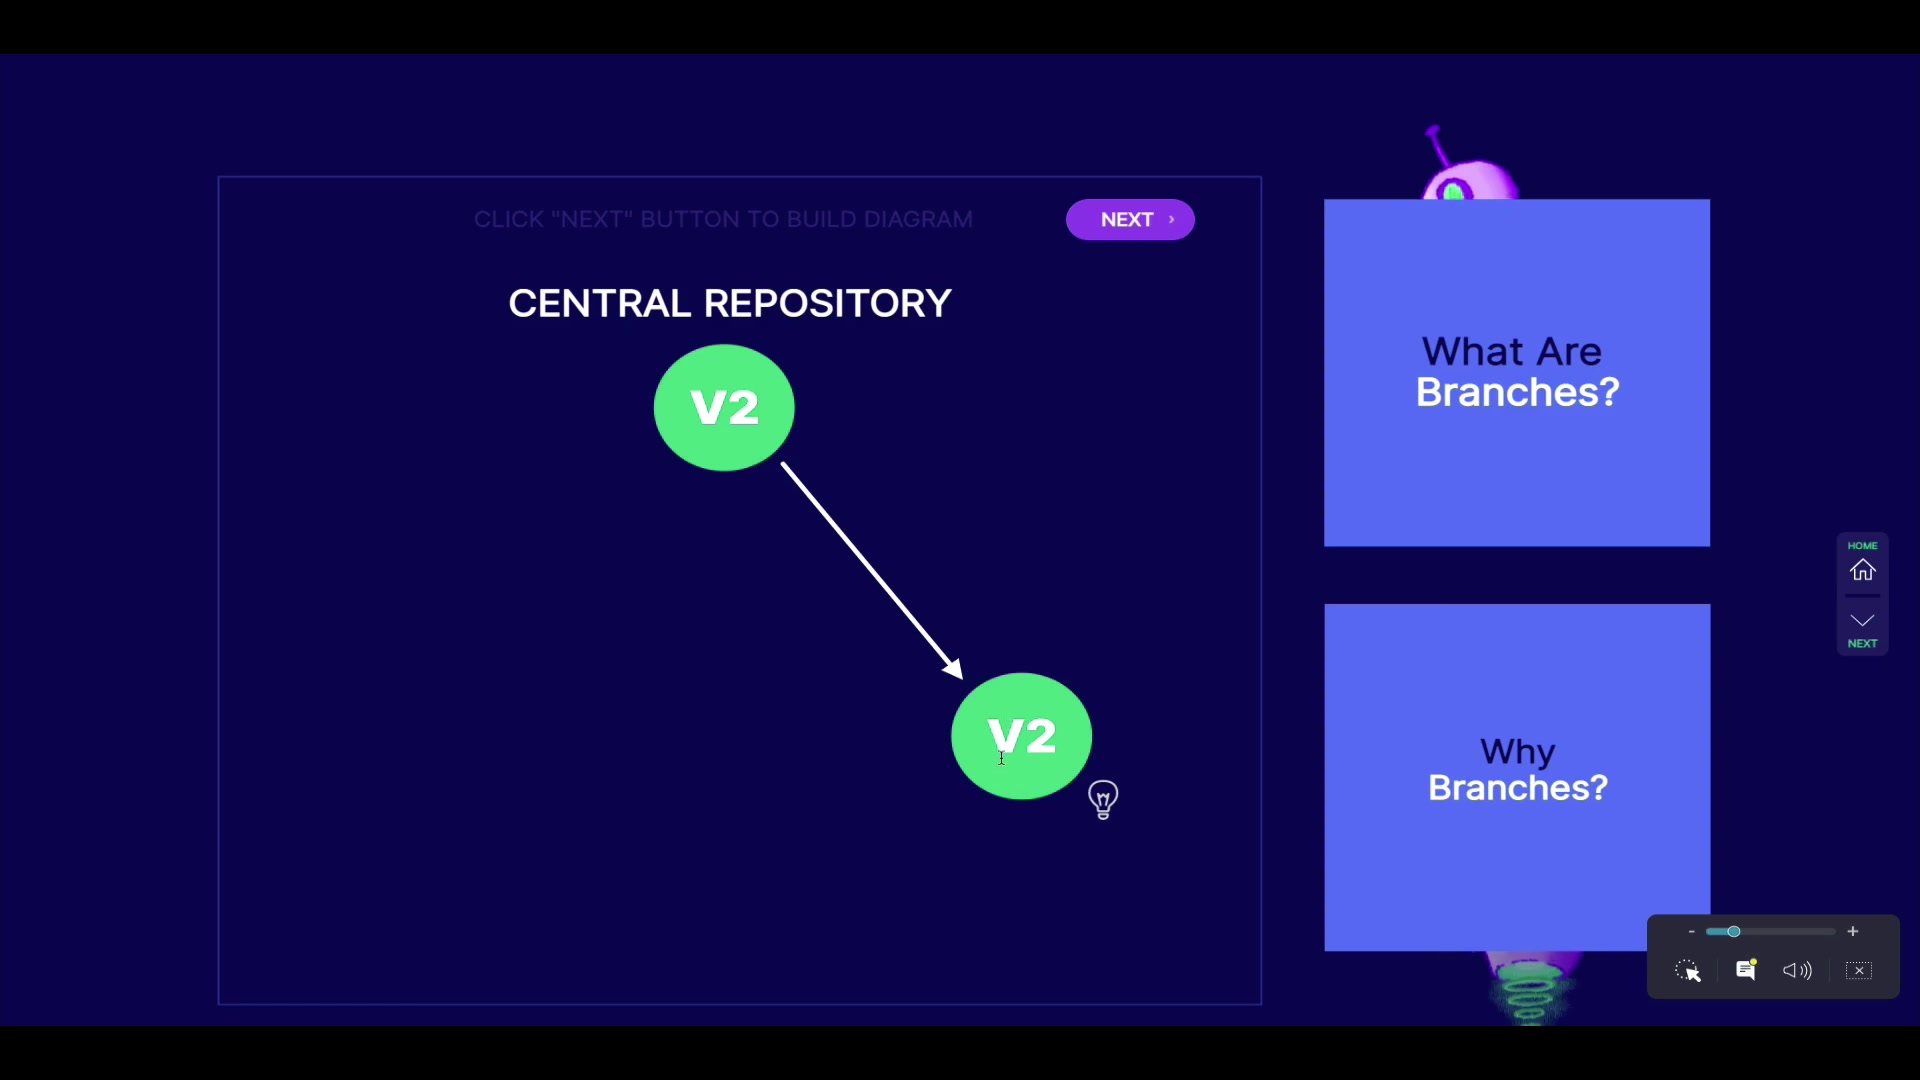 CLICK "NEXT" BUTTON TO BUILD DIAGRAM
NEXT ›
CENTRAL REPOSITORY
V2
V2
What Are
Branches?
Why
Branches?
HOME
NEXT
- +